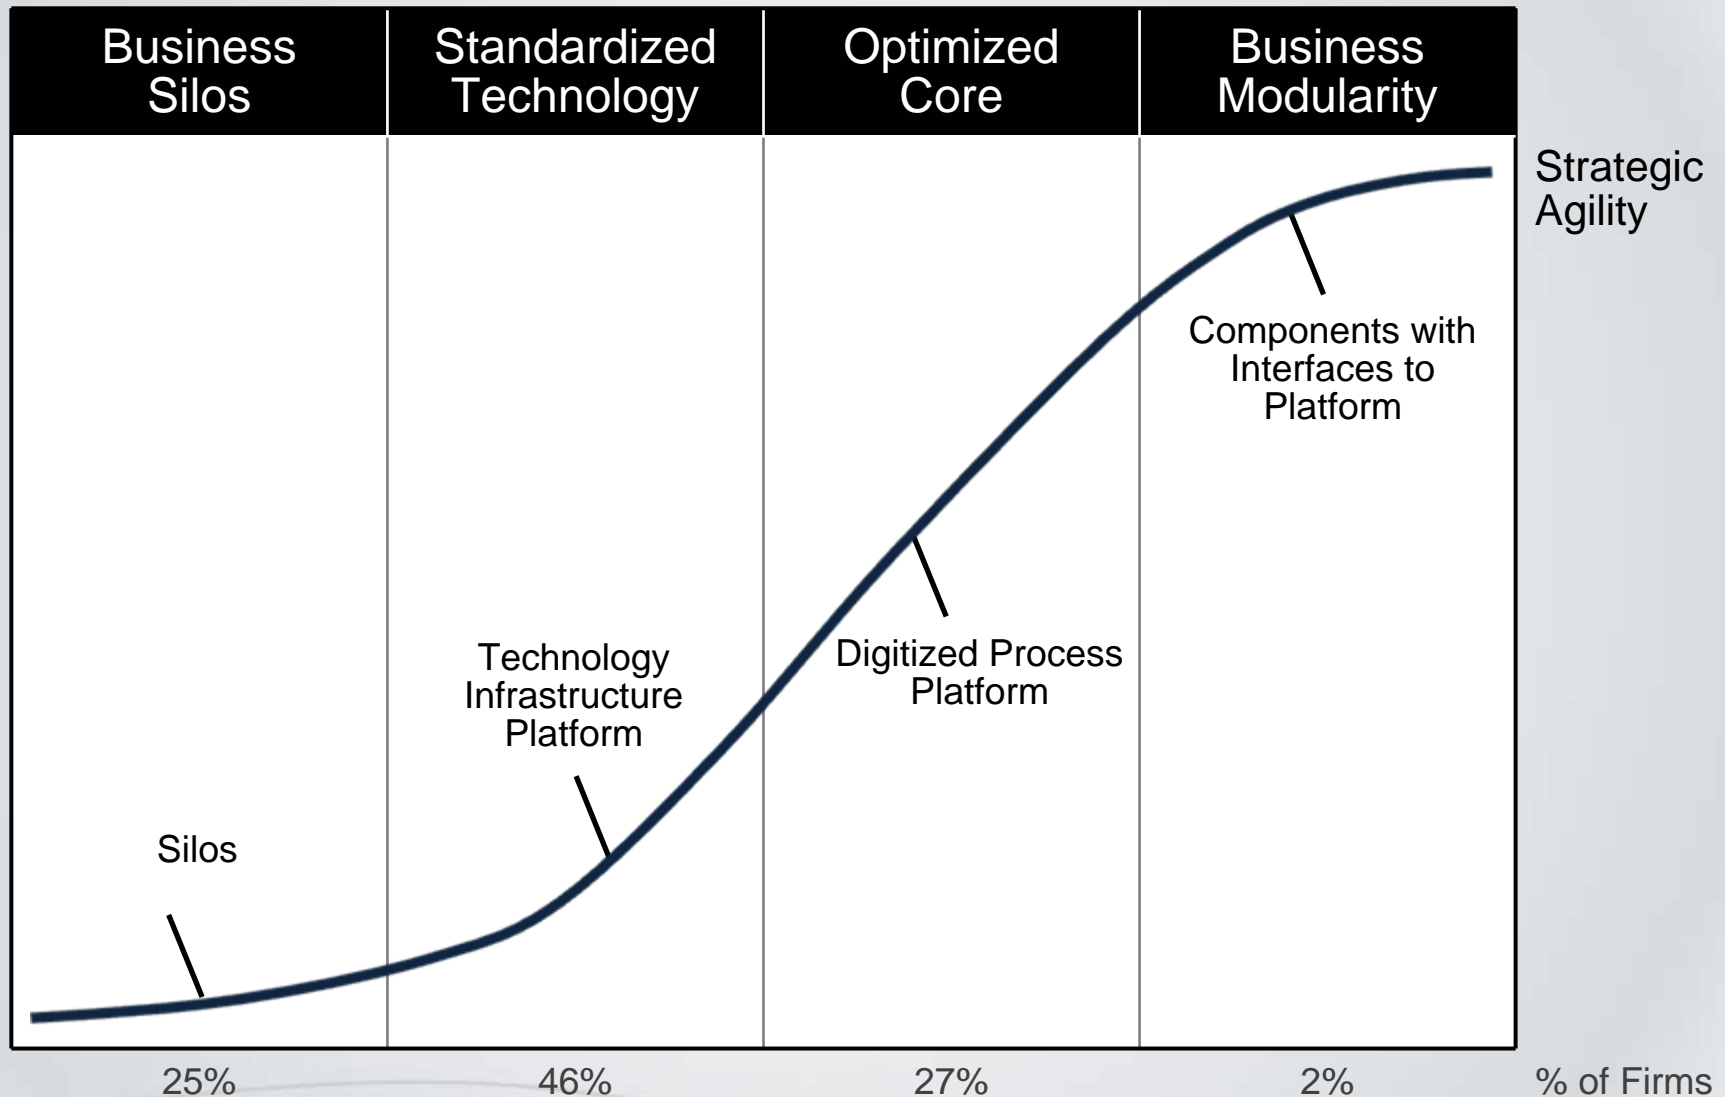 Business
Silos
Standardized
Technology
Optimized
Core
Business
Modularity
Strategic
Agility
Components with
Interfaces to
Platform
Digitized Process
Platform
Technology
Infrastructure
Platform
Silos
25%
46%
27%
2%
% of Firms